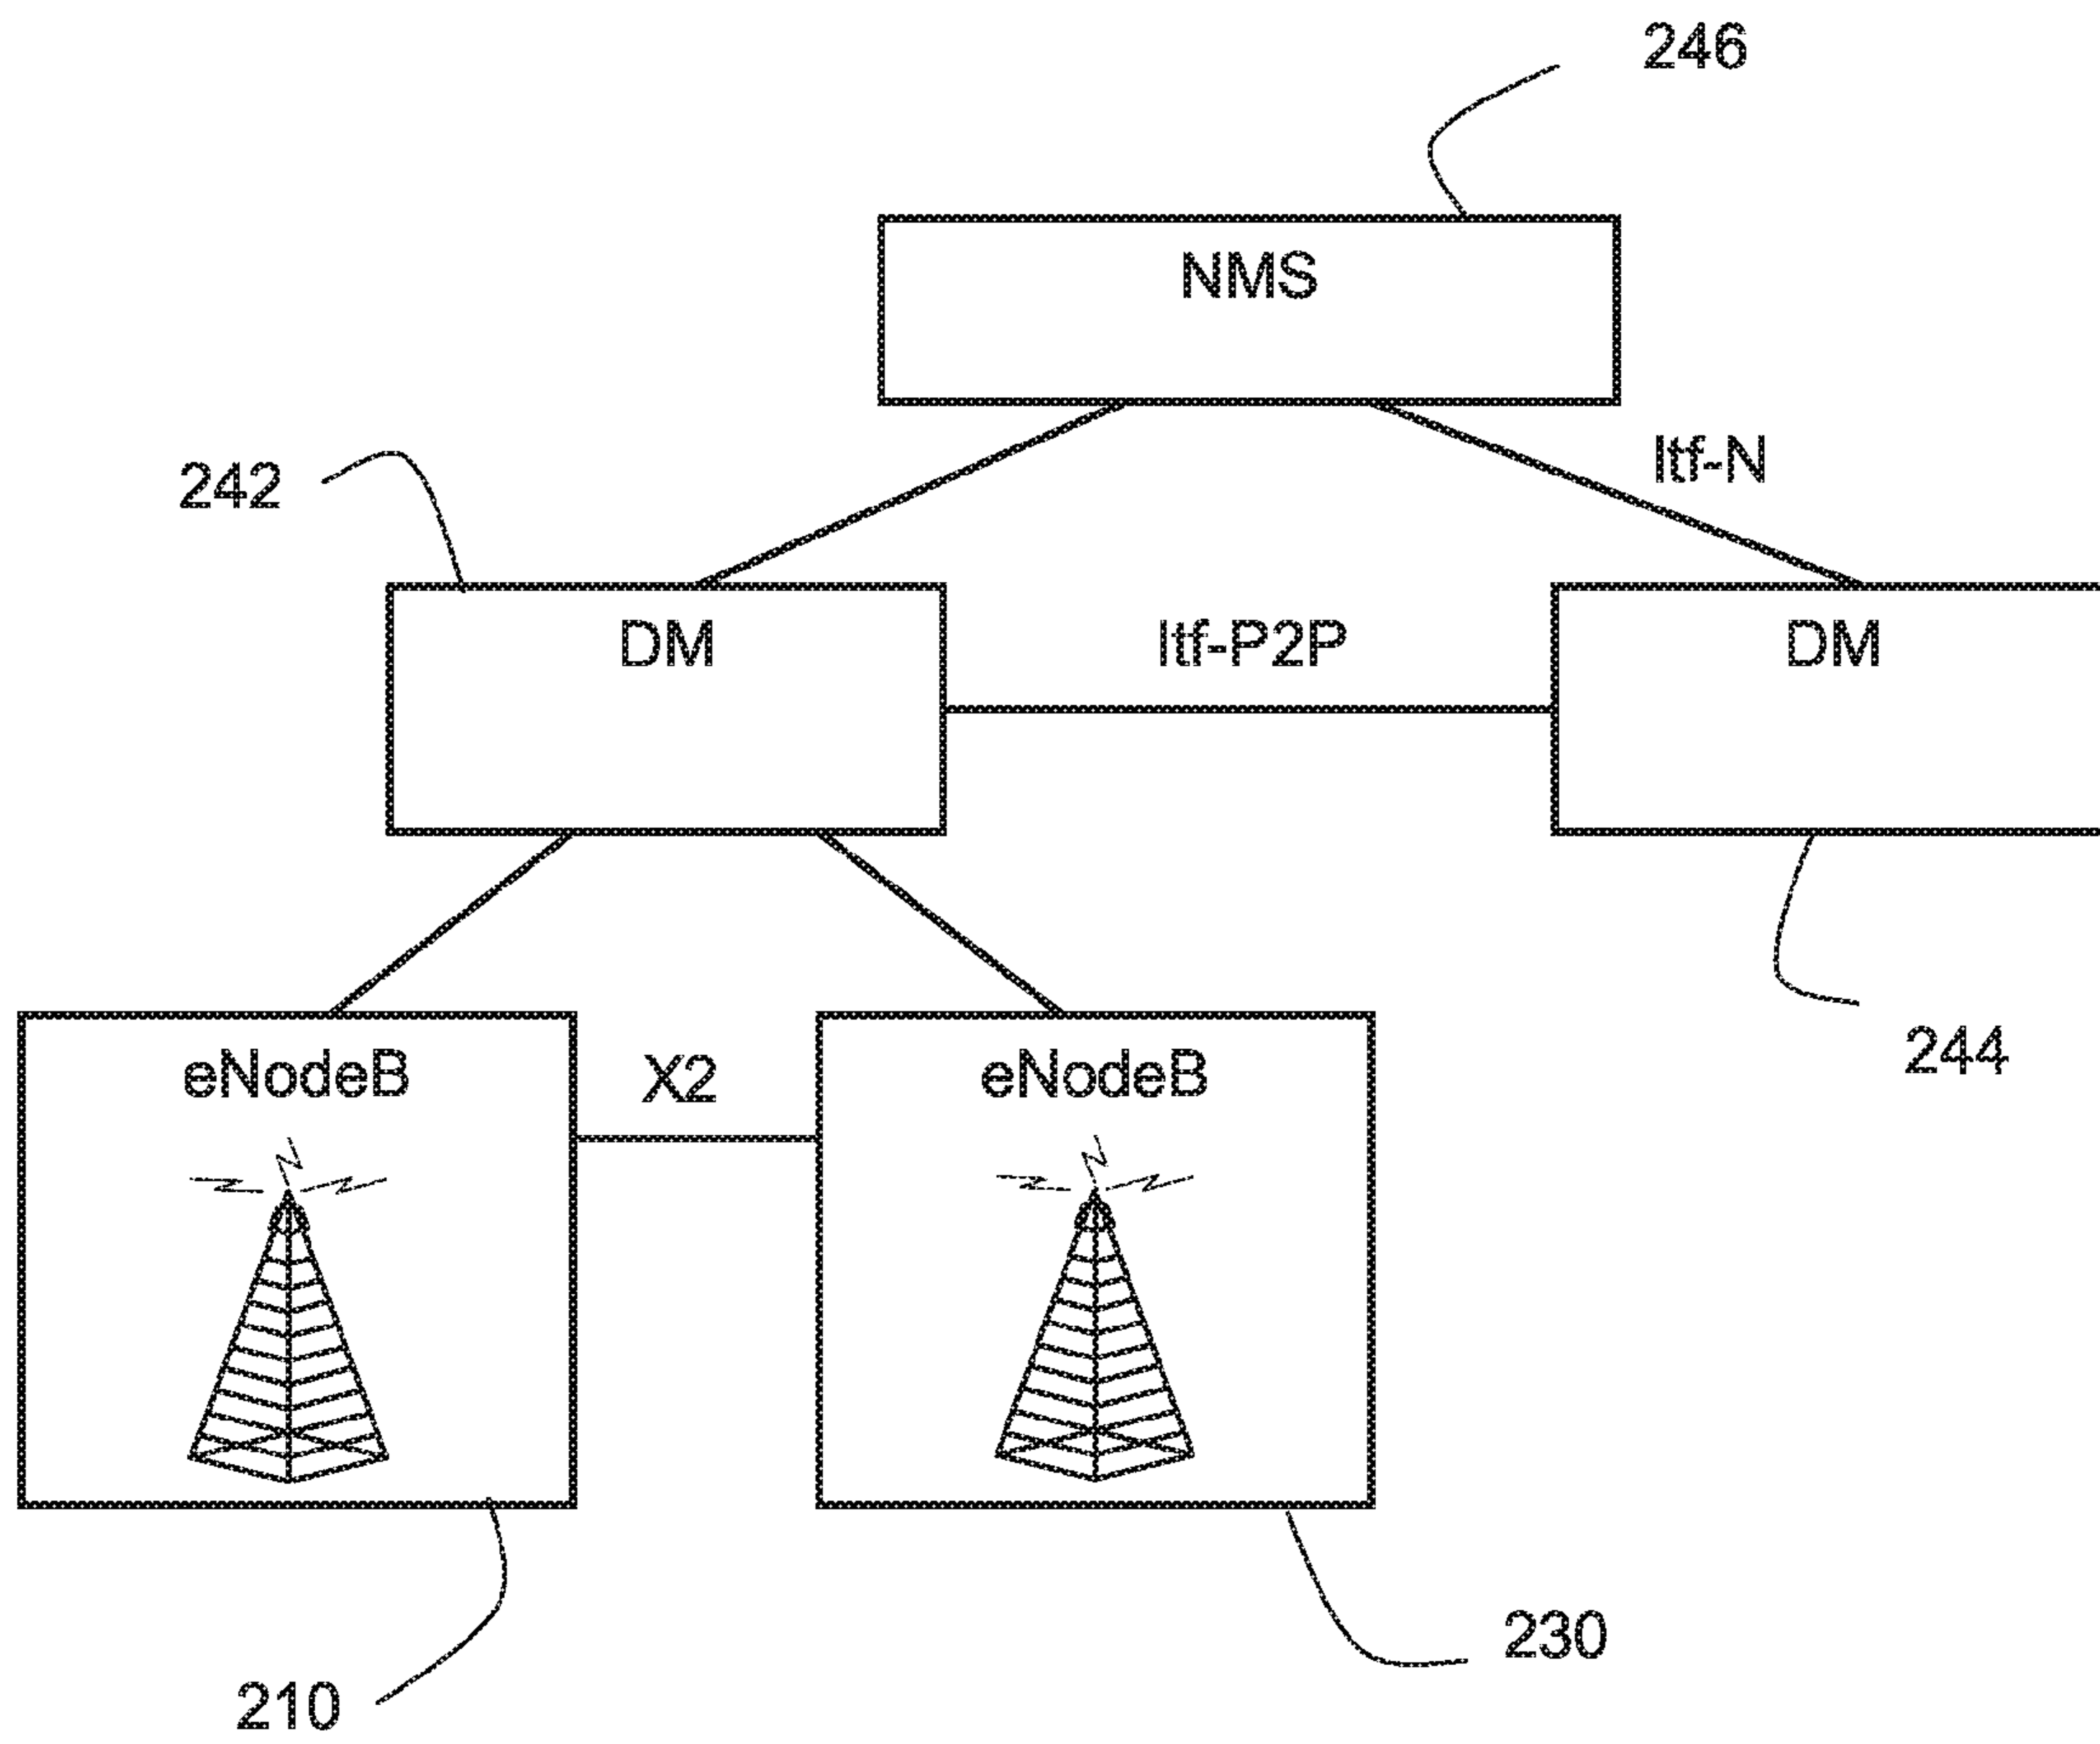 246
NMS
Itf-N
242
DM
Itf-P2P
DM
eNodeB
X2
eNodeB
244
230
210